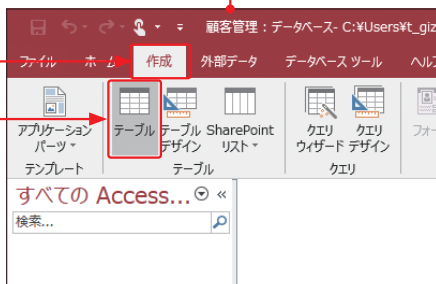 顧客管理：データベース- C:¥Users¥t_giz
ファイル ホーム 作成 外部データ データベース ツール ヘル
アプリケーション テーブル テーブル SharePoint クエリ クエリ フォー
パーツ デザイン リスト ウィザード デザイン
テンプレート テーブル クエリ
すべての Access...
検索...